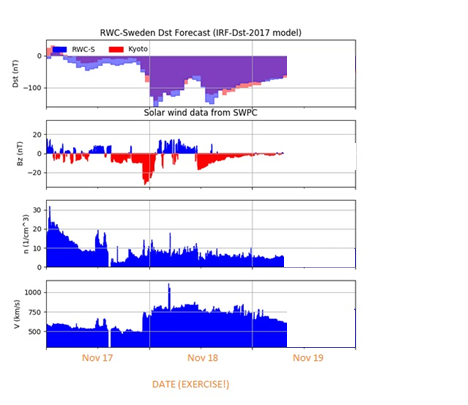 RWC-Sweden Dst Forecast (IRF-Dst-2017 model)
RWC-S Kyoto
Dst (nT)
0
−100
Solar wind data from SWPC
Bz (nT)
20
0
−20
n (1/cm^3)
30
20
10
0
V (km/s)
1000
750
500
Nov 17 Nov 18 Nov 19
DATE (EXERCISE!)